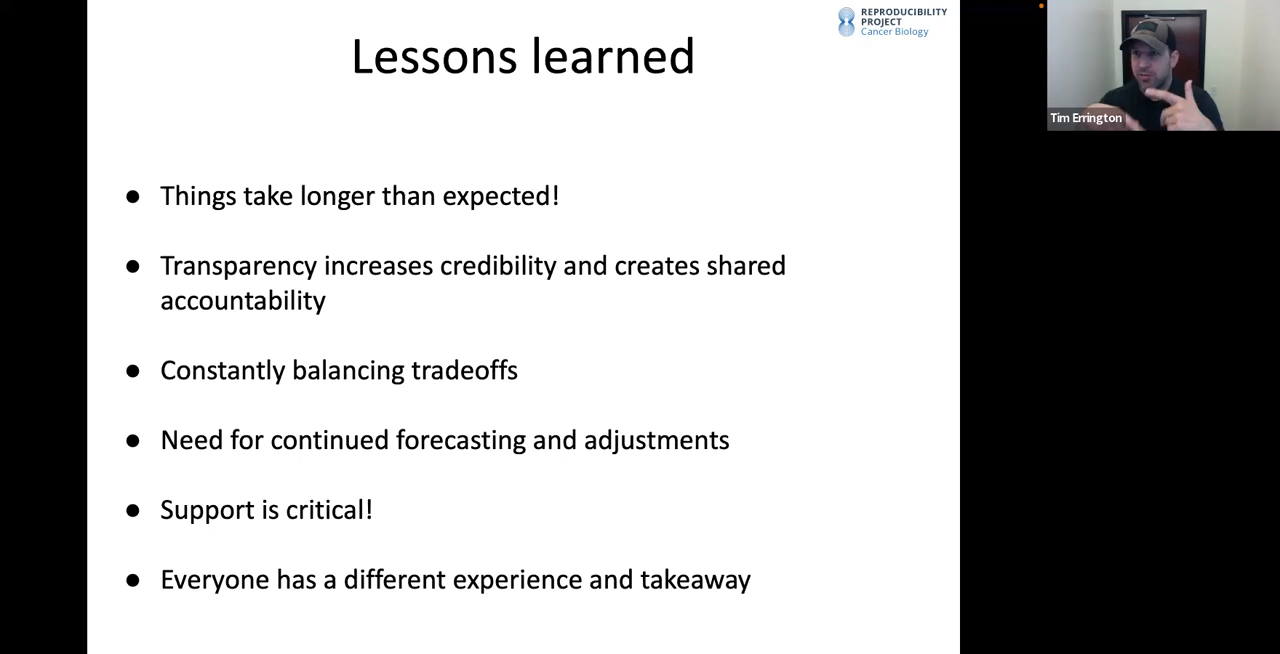 REPRODUCIBILITY
PROJECT
Cancer Biology
Lessons learned
Tim Errington
● Things take longer than expected!
● Transparency increases credibility and creates shared
accountability
● Constantly balancing tradeoffs
● Need for continued forecasting and adjustments
● Support is critical!
● Everyone has a different experience and takeaway